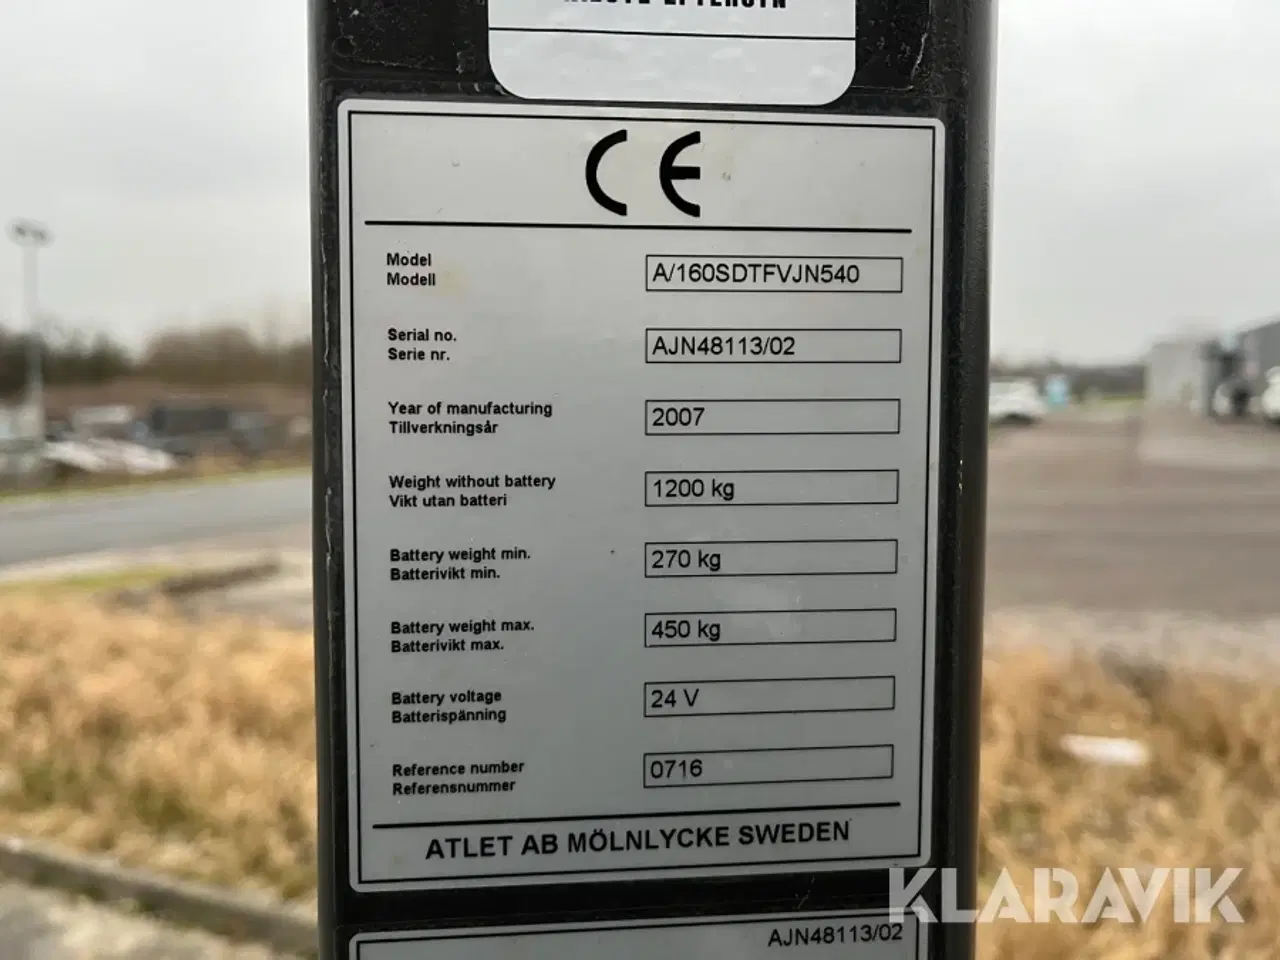 CE
Model
Modell
A/160SDTFVJN540
Serial no.
Serie nr.
AJN48113/02
Year of manufacturing
Tillverkningsår
2007
Weight without battery
Vikt utan batteri
1200 kg
Battery weight min.
Batterivikt min.
270 kg
Battery weight max.
Batterivikt max.
450 kg
Battery voltage
Batterispänning
24 V
Reference number
Referensnummer
0716
ATLET AB MÖLNLYCKE SWEDEN
KLARAVIK
AJN48113/02